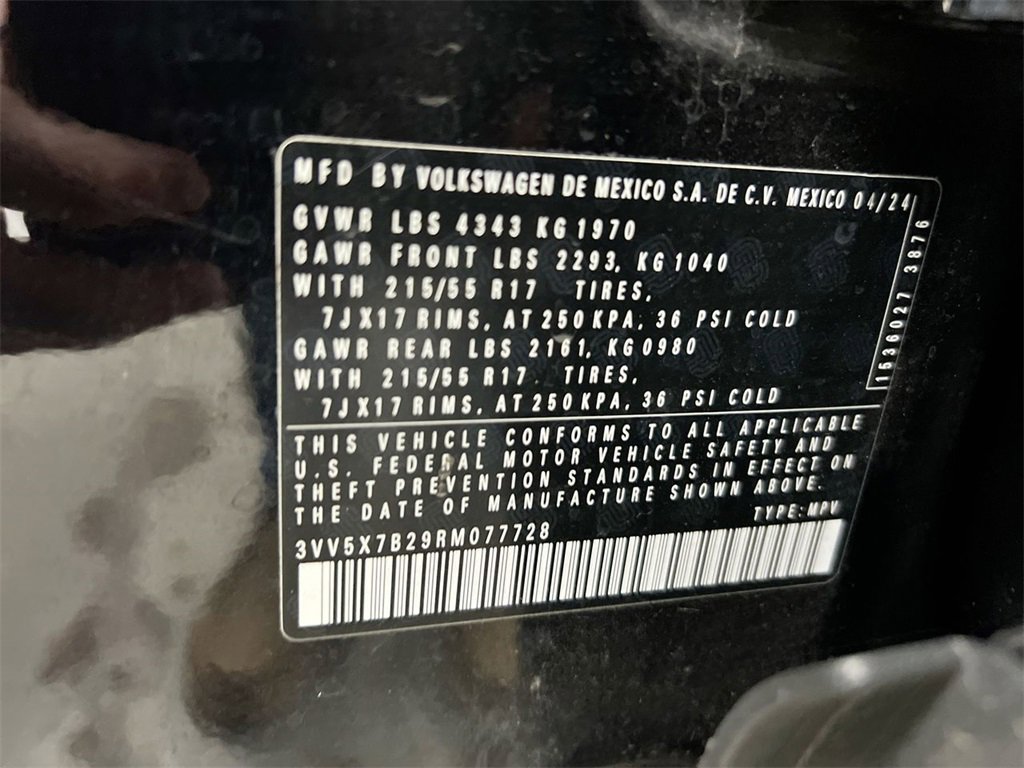 MFD BY VOLKSWAGEN DE MEXICO S.A. DE C.V. MEXICO 04/24
GVWR LBS 4343 KG 1970
GAWR FRONT LBS 2293, KG 1040
WITH 215/55 R17 TIRES,
7J X17 RIMS, AT 250 KPA, 36 PSI COLD
GAWR REAR LBS 2161, KG 0980
WITH 215/55 R17 TIRES,
7J X17 RIMS, AT 250 KPA, 36 PSI COLD
1536027 3876
THIS VEHICLE CONFORMS TO ALL APPLICABLE
U.S. FEDERAL MOTOR VEHICLE SAFETY AND
THEFT PREVENTION STANDARDS IN EFFECT ON
THE DATE OF MANUFACTURE SHOWN ABOVE.
TYPE: MPV
3VV5X7B29RM077728